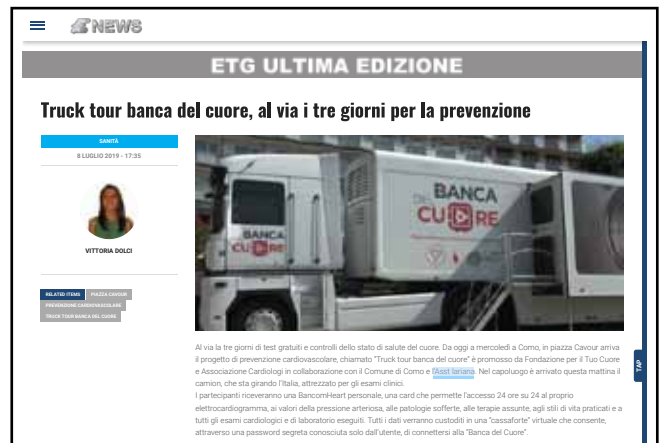 NEWS
ETG ULTIMA EDIZIONE
Truck tour banca del cuore, al via i tre giorni per la prevenzione
SANITÀ
8 LUGLIO 2019 - 17:35
VITTORIA DOLCI
RELATED ITEMS PIAZZA CAVOUR
PREVENZIONE CARDIOVASCOLARE
TRUCK TOUR BANCA DEL CUORE
BANCA
DEL CUORE
BANCA
CUORE
Al via la tre giorni di test gratuiti e controlli dello stato di salute del cuore. Da oggi a mercoledì a Como, in piazza Cavour arriva
il progetto di prevenzione cardiovascolare, chiamato "Truck tour banca del cuore" è promosso da Fondazione per il Tuo Cuore
e Associazione Cardiologi in collaborazione con il Comune di Como e l'Asst lariana. Nel capoluogo è arrivato questa mattina il
camion, che sta girando l'Italia, attrezzato per gli esami clinici.
I partecipanti riceveranno una BancomHeart personale, una card che permette l'accesso 24 ore su 24 al proprio
elettrocardiogramma, ai valori della pressione arteriosa, alle patologie sofferte, alle terapie assunte, agli stili di vita praticati e a
tutti gli esami cardiologici e di laboratorio eseguiti. Tutti i dati verranno custoditi in una "cassaforte" virtuale che consente,
attraverso una password segreta conosciuta solo dall'utente, di connettersi alla "Banca del Cuore".
TAP